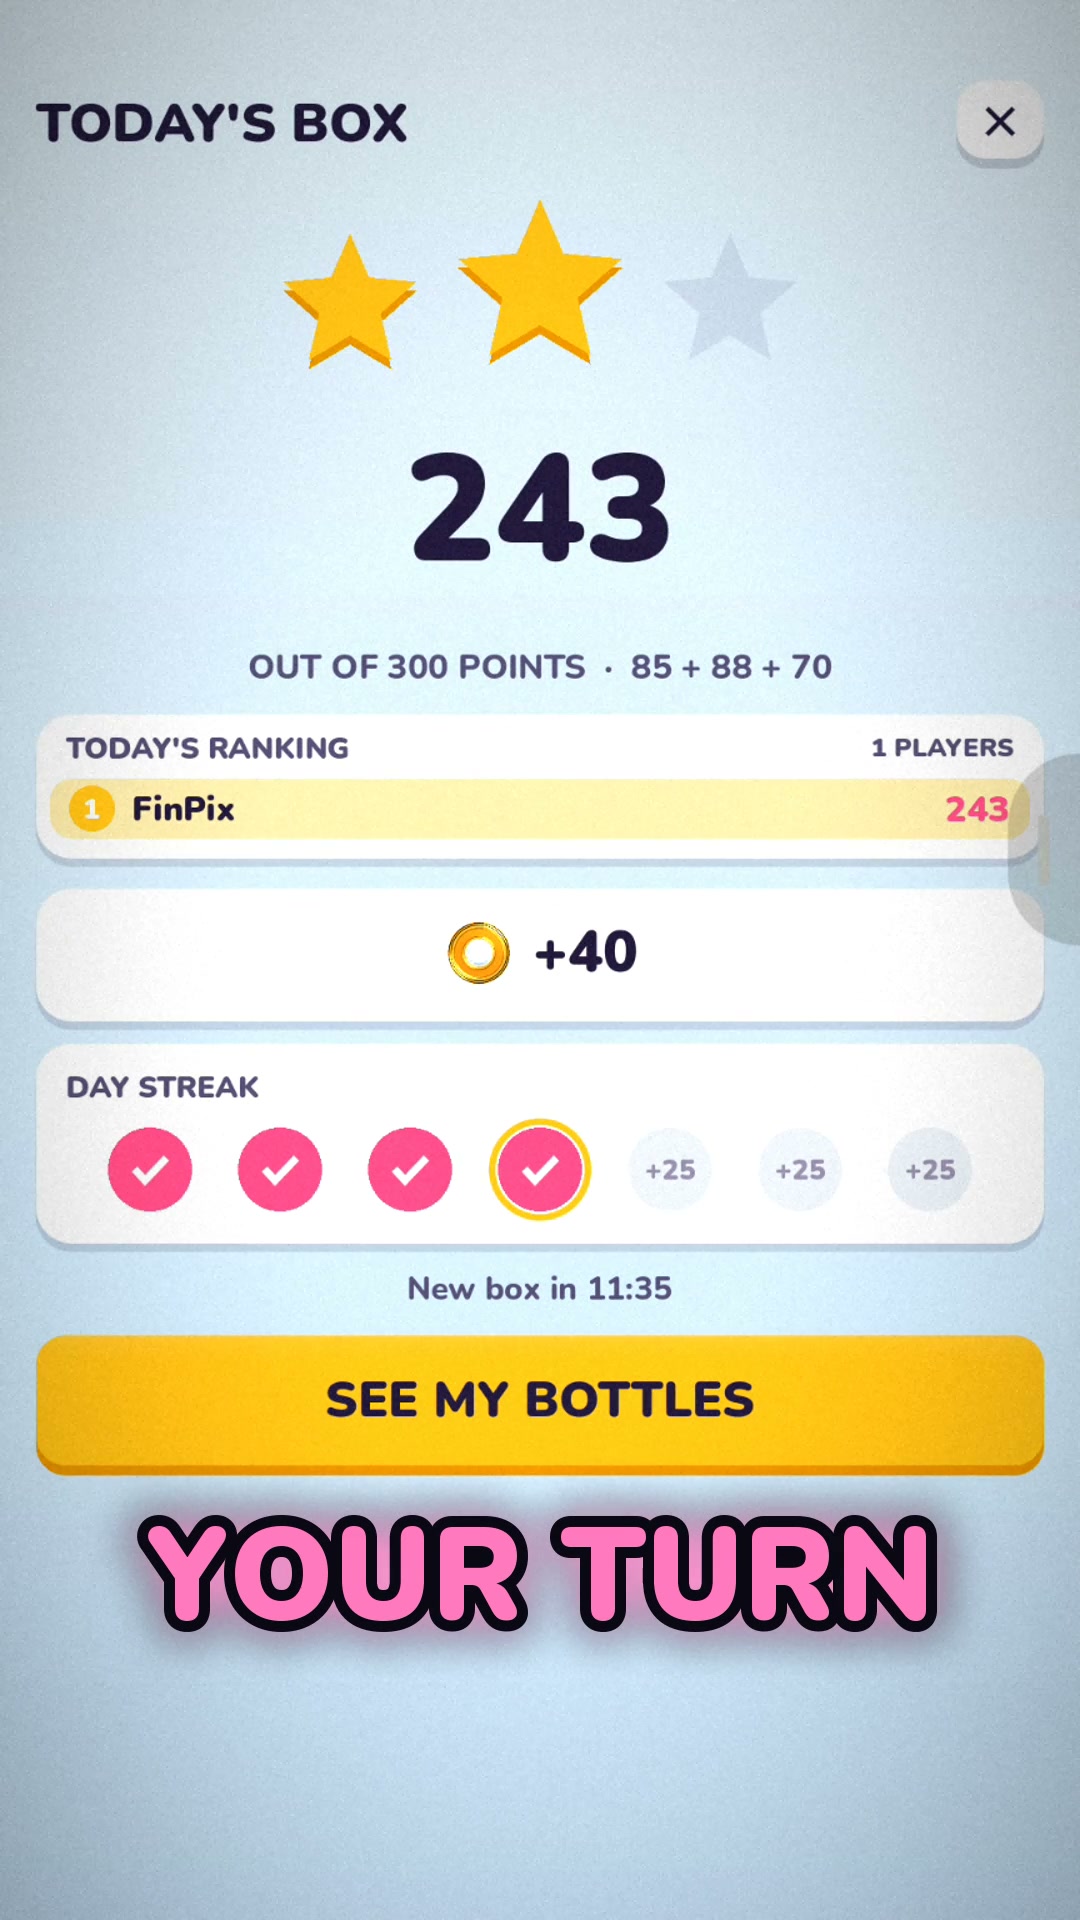 TODAY'S BOX
243
OUT OF 300 POINTS · 85 + 88 + 70
TODAY'S RANKING 1 PLAYERS
1 FinPix 243
+40
DAY STREAK
+25 +25 +25
New box in 11:35
SEE MY BOTTLES
YOUR TURN